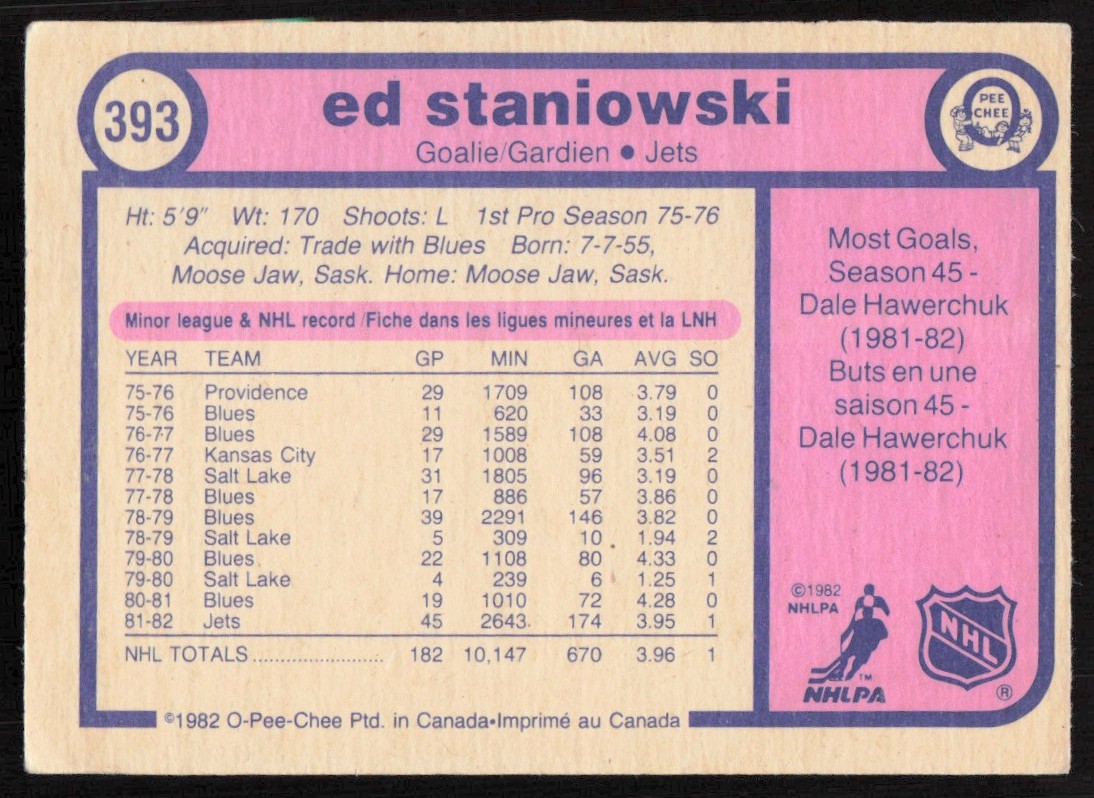 393
ed staniowski
PEE
CHEE
Goalie/Gardien • Jets
Ht: 5'9" Wt: 170 Shoots: L 1st Pro Season 75-76
Acquired: Trade with Blues Born: 7-7-55,
Moose Jaw, Sask. Home: Moose Jaw, Sask.
Minor league & NHL record/Fiche dans les ligues mineures et la LNH
YEAR TEAM GP MIN GA AVG SO
75-76 Providence 29 1709 108 3.79 0
75-76 Blues 11 620 33 3.19 0
76-77 Blues 29 1589 108 4.08 0
76-77 Kansas City 17 1008 59 3.51 2
77-78 Salt Lake 31 1805 96 3.19 0
77-78 Blues 17 886 57 3.86 0
78-79 Blues 39 2291 146 3.82 0
78-79 Salt Lake 5 309 10 1.94 2
79-80 Blues 22 1108 80 4.33 0
79-80 Salt Lake 4 239 6 1.25 1
80-81 Blues 19 1010 72 4.28 0
81-82 Jets 45 2643 174 3.95 1
NHL TOTALS........................ 182 10,147 670 3.96 1
Most Goals,
Season 45 -
Dale Hawerchuk
(1981-82)
Buts en une
saison 45 -
Dale Hawerchuk
(1981-82)
©1982
NHLPA
TM
NHLPA
NHL
®
©1982 O-Pee-Chee Ptd. in Canada•Imprimé au Canada